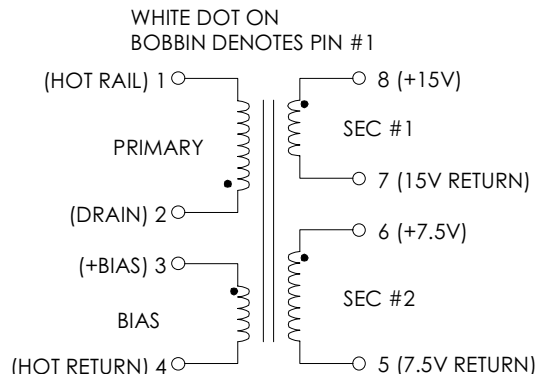 WHITE DOT ON
BOBBIN DENOTES PIN #1
(HOT RAIL) 1
8 (+15V)
PRIMARY
SEC #1
7 (15V RETURN)
(DRAIN) 2
6 (+7.5V)
(+BIAS) 3
SEC #2
BIAS
(HOT RETURN) 4
5 (7.5V RETURN)